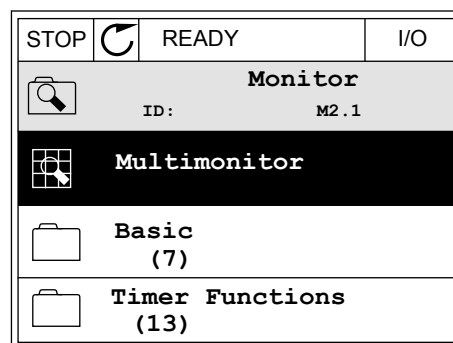 STOP READY I/O
Monitor
ID: M2.1
Multimonitor
Basic
(7)
Timer Functions
(13)